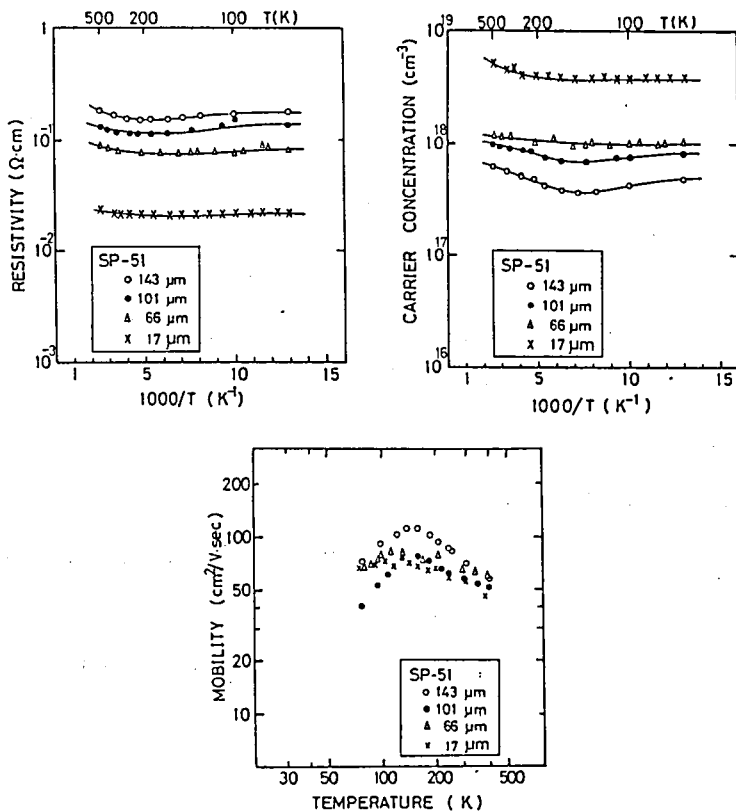 500 200 100 T(K)
1
10⁻¹
10⁻²
10⁻³
RESISTIVITY (Ω·cm)
SP-51
○ 143 μm
● 101 μm
△ 66 μm
X 17 μm
1 5 10 15
1000/T (K⁻¹)
19 500 200 100 T(K)
10¹⁸
10¹⁷
10¹⁶
CARRIER CONCENTRATION (cm⁻³)
SP-51
○ 143 μm
● 101 μm
△ 66 μm
X 17 μm
1 5 10 15
1000/T (K⁻¹)
200
100
50
20
10
MOBILITY (cm²/V·sec)
SP-51 :
○ 143 μm
● 101 μm
△ 66 μm
x 17 μm
30 50 100 200 500
TEMPERATURE (K)